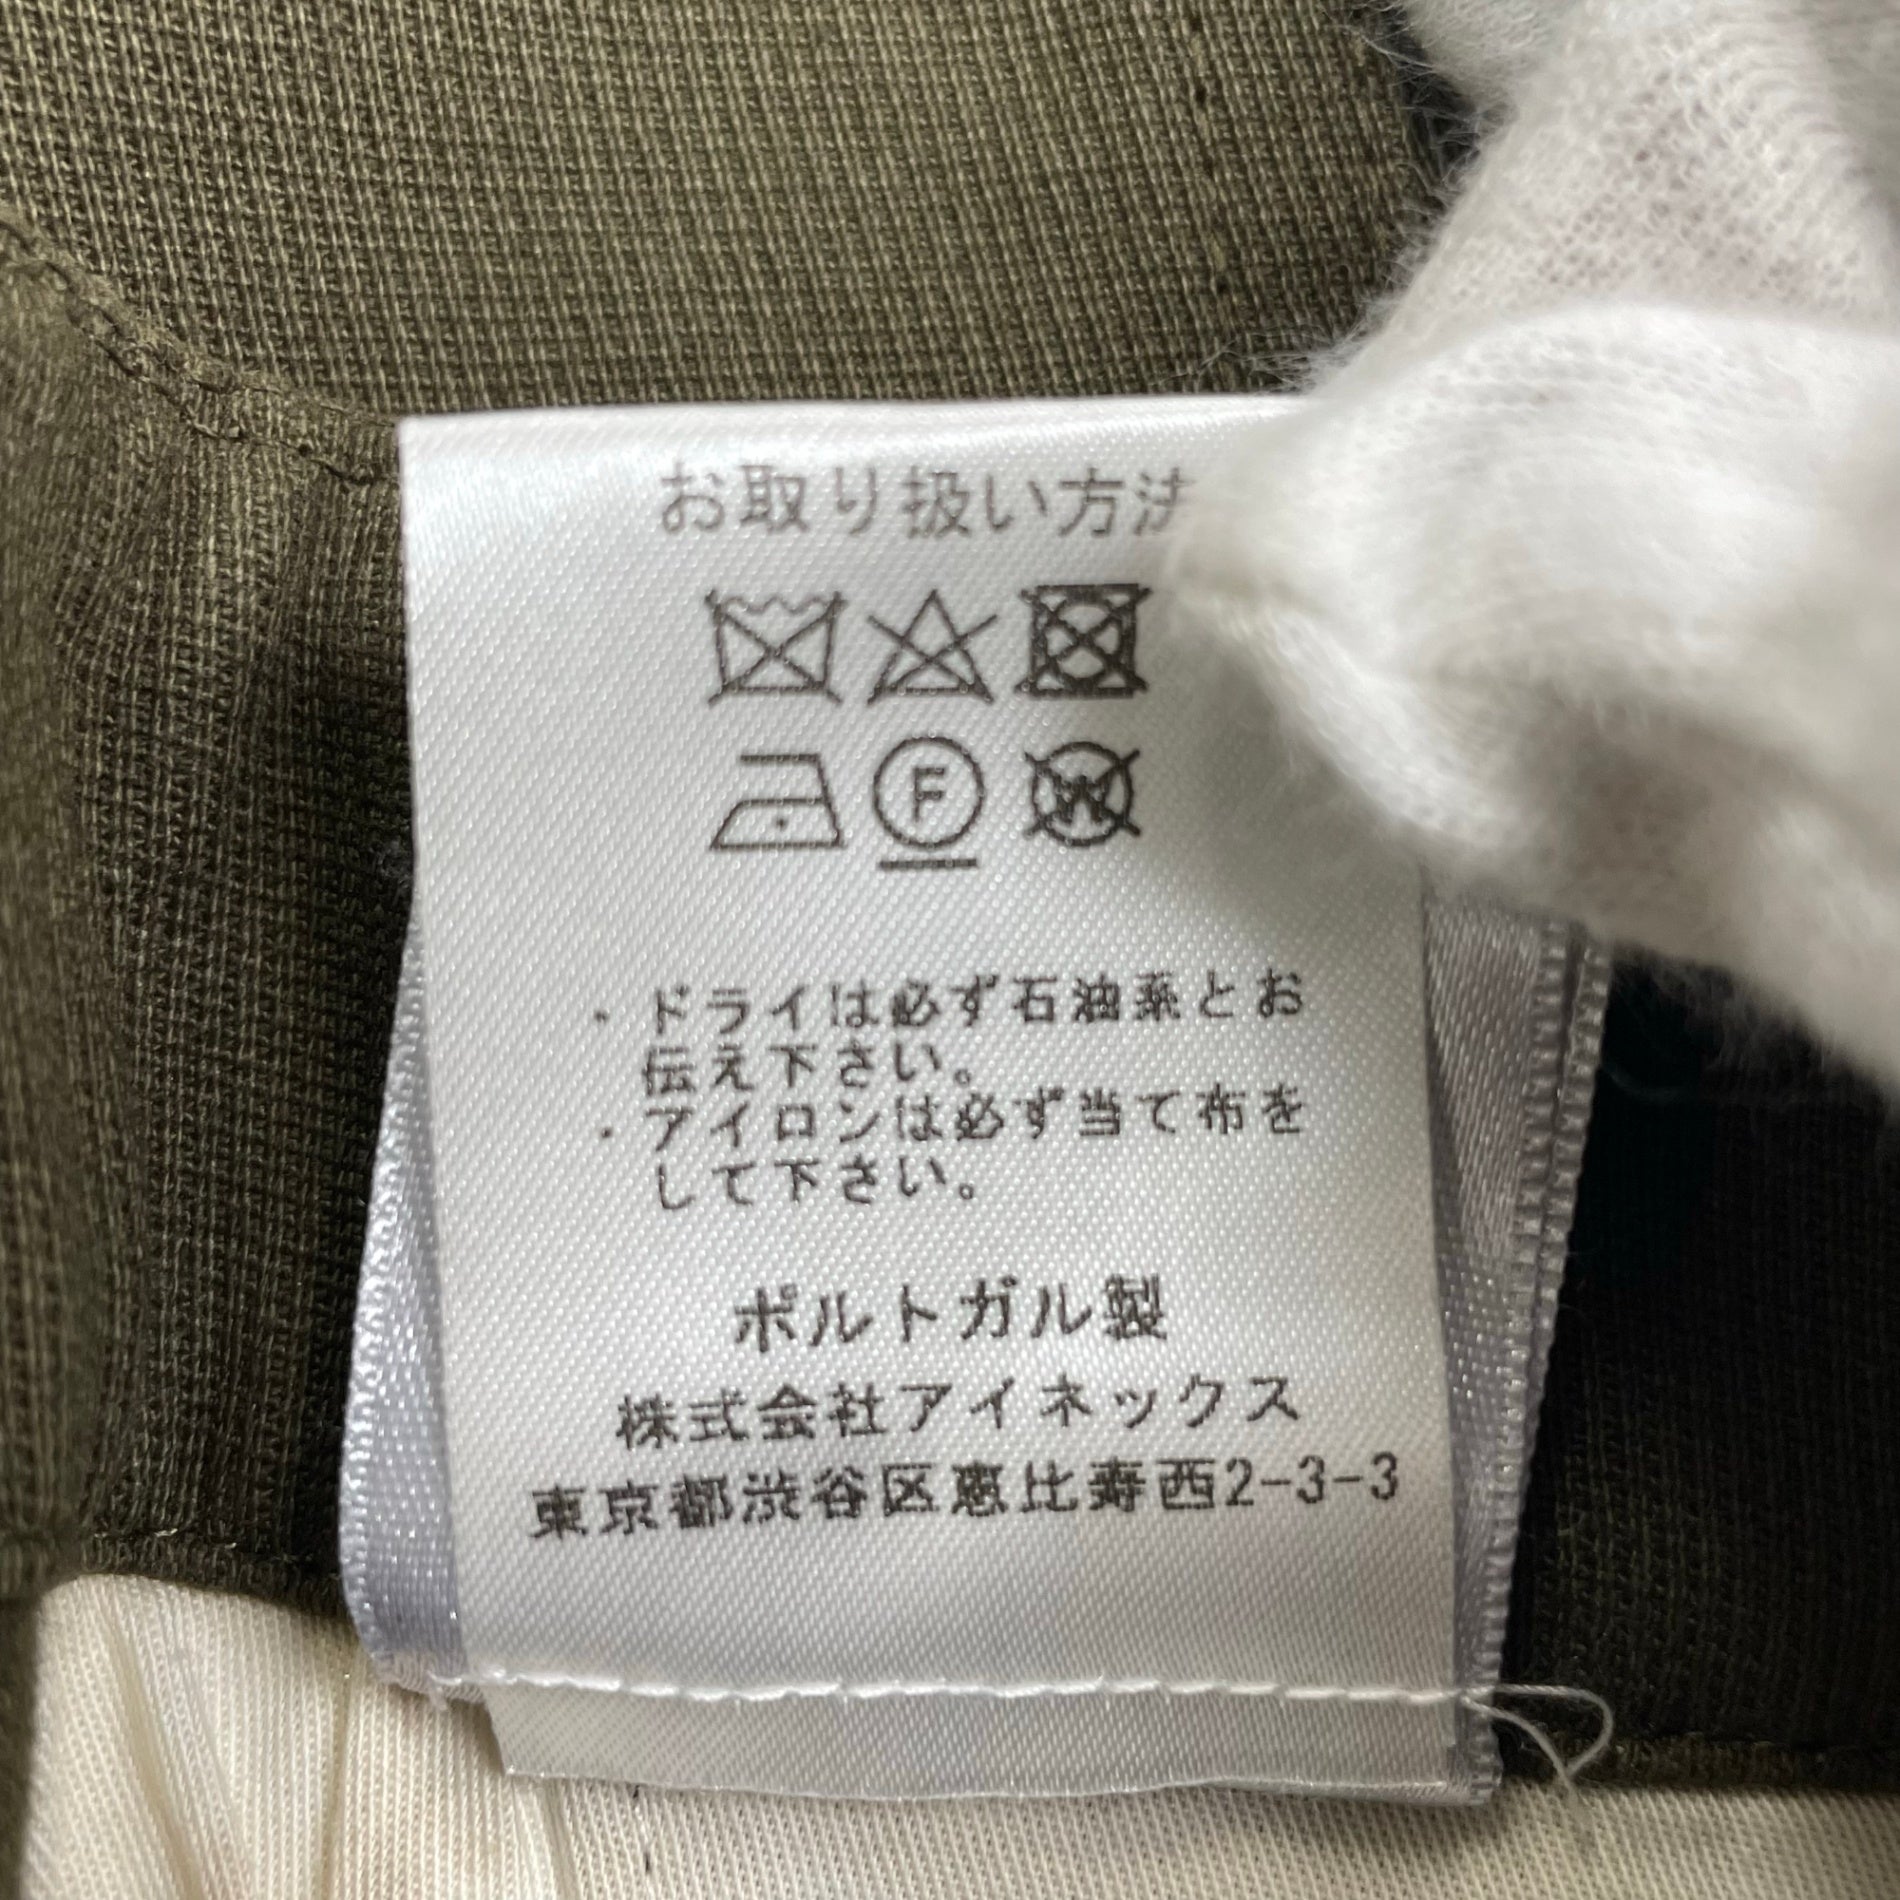 お取り扱い方法
F W
・ドライは必ず石油系とお
伝え下さい。
・アイロンは必ず当て布を
して下さい。
ポルトガル製
株式会社アイネックス
東京都渋谷区恵比寿西2-3-3